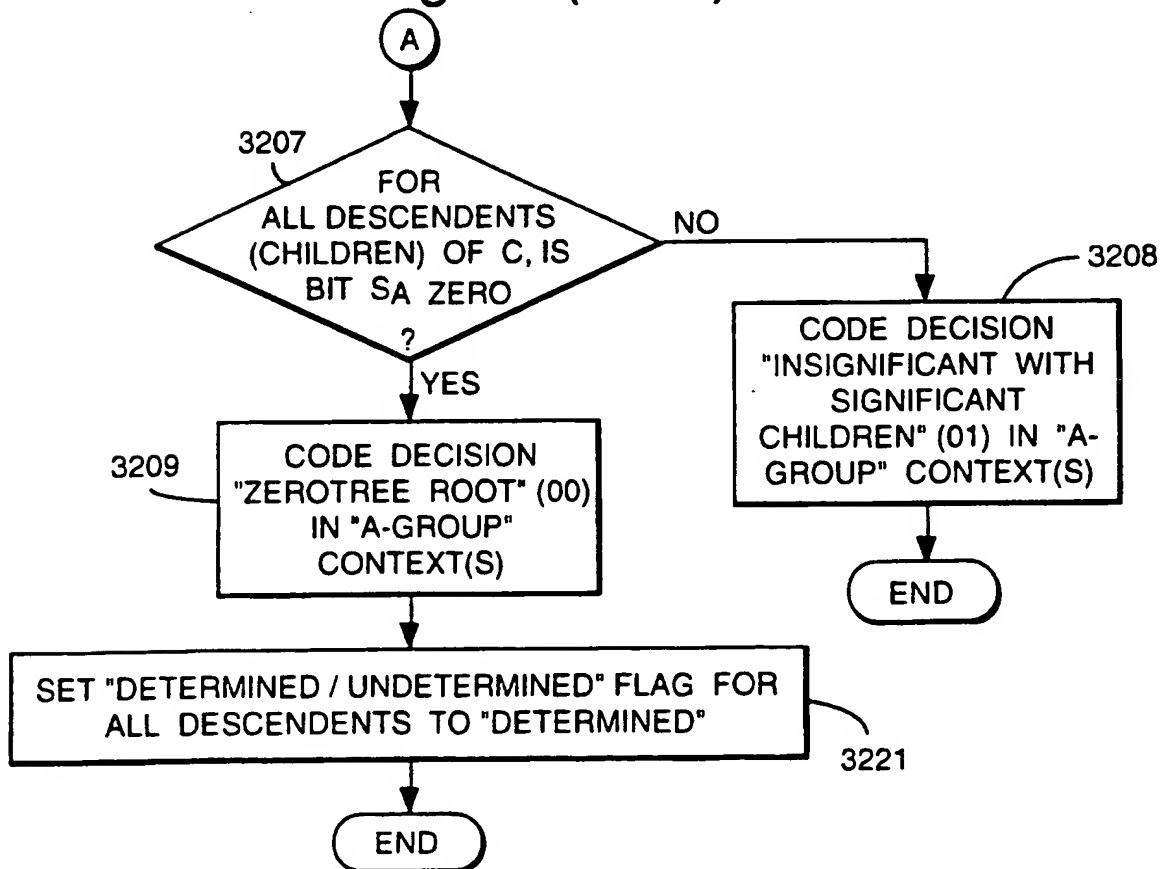 A
3207
FOR
ALL DESCENDENTS
(CHILDREN) OF C, IS
BIT SA ZERO
?
NO
YES
3208
CODE DECISION
"INSIGNIFICANT WITH
SIGNIFICANT
CHILDREN" (01) IN "A-
GROUP" CONTEXT(S)
END
3209
CODE DECISION
"ZEROTREE ROOT" (00)
IN "A-GROUP"
CONTEXT(S)
SET "DETERMINED / UNDETERMINED" FLAG FOR
ALL DESCENDENTS TO "DETERMINED"
3221
END